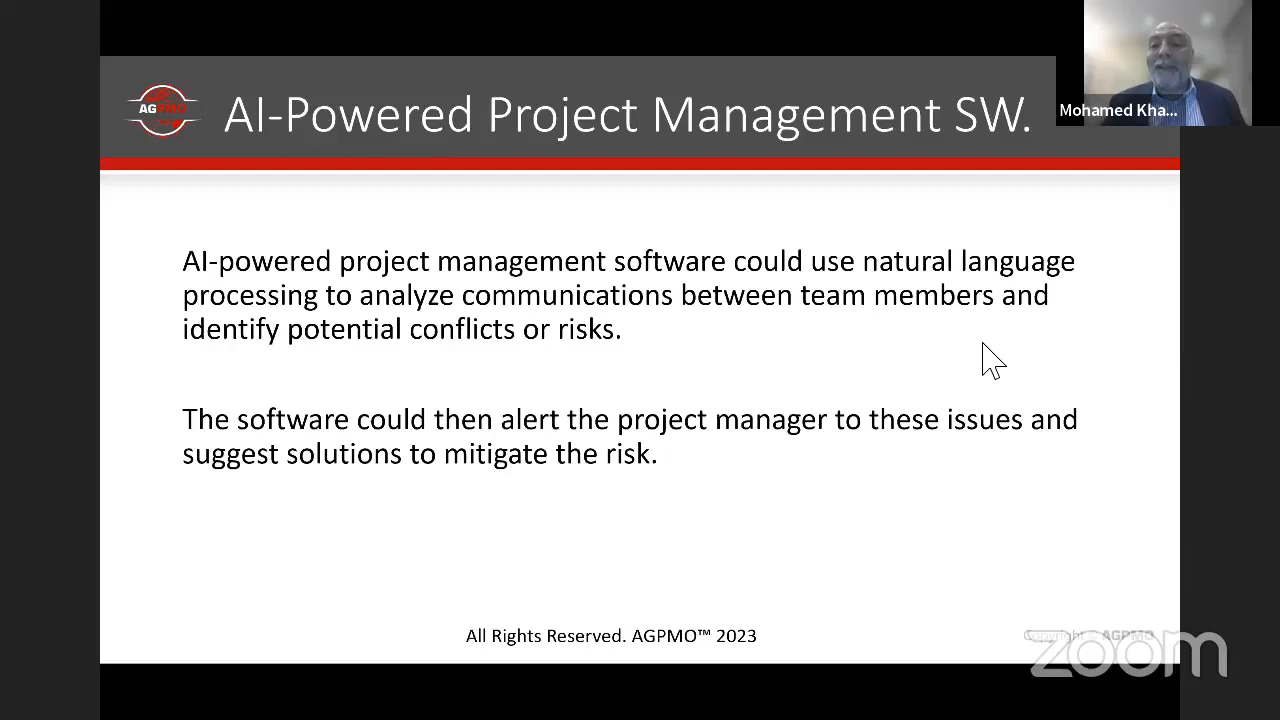 AGPMO
AI-Powered Project Management SW.
Mohamed Kha...
AI-powered project management software could use natural language
processing to analyze communications between team members and
identify potential conflicts or risks.
The software could then alert the project manager to these issues and
suggest solutions to mitigate the risk.
All Rights Reserved. AGPMO™ 2023
Copyright © AGPMO
zoom